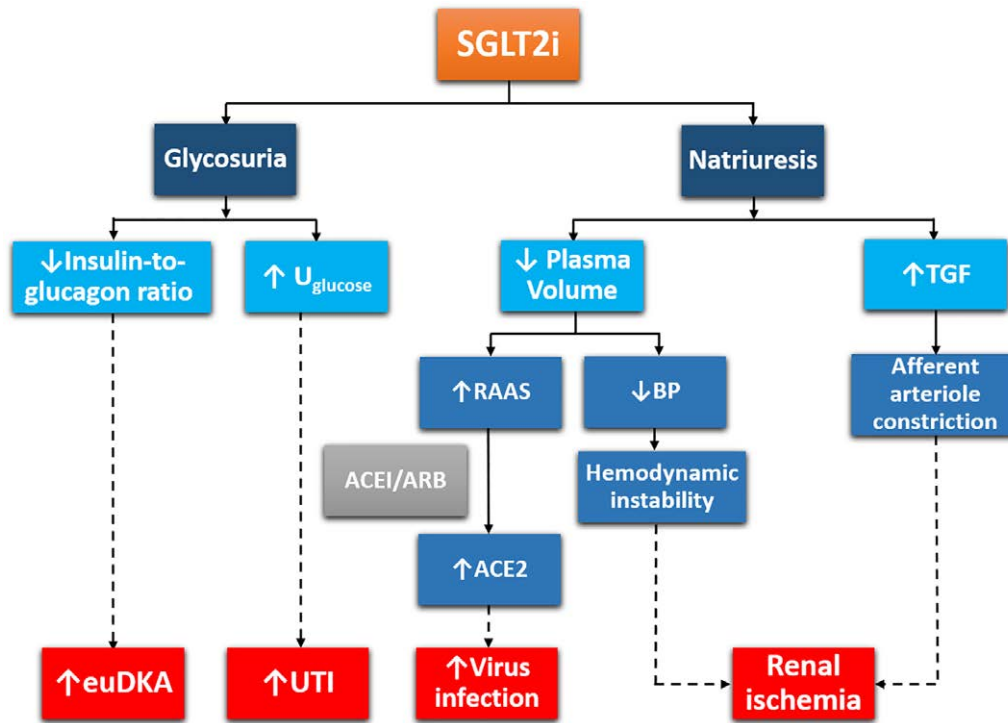 SGLT2i
Glycosuria
Natriuresis
↓Insulin-to-
glucagon ratio
↑ Uglucose
↓ Plasma
Volume
↑TGF
↑RAAS
↓BP
Afferent
arteriole
constriction
ACEI/ARB
Hemodynamic
instability
↑ACE2
↑euDKA
↑UTI
↑Virus
infection
Renal
ischemia